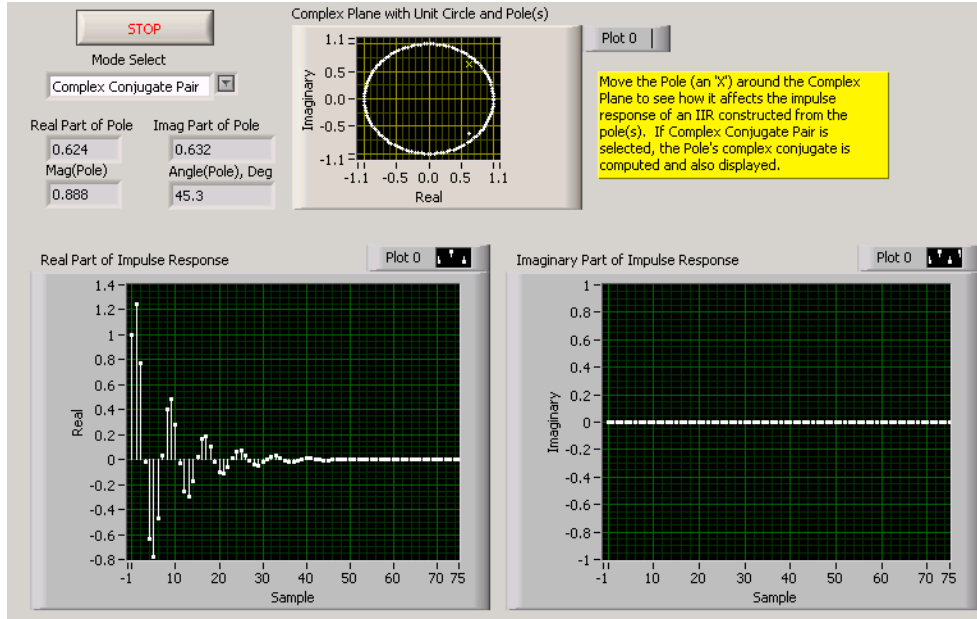 STOP
Mode Select
Complex Conjugate Pair
Real Part of Pole Imag Part of Pole
0.624 0.632
Mag(Pole) Angle(Pole), Deg
0.888 45.3
Complex Plane with Unit Circle and Pole(s)
Plot 0
Imaginary
1.1
0.5
0.0
-0.5
-1.1
-1.1 -0.5 0.0 0.5 1.1
Real
Move the Pole (an 'X') around the Complex
Plane to see how it affects the impulse
response of an IIR constructed from the
pole(s). If Complex Conjugate Pair is
selected, the Pole's complex conjugate is
computed and also displayed.
Real Part of Impulse Response
Plot 0
Real
1.4
1.2
1
0.8
0.6
0.4
0.2
0
-0.2
-0.4
-0.6
-0.8
-1 10 20 30 40 50 60 70 75
Sample
Imaginary Part of Impulse Response
Plot 0
Imaginary
1
0.8
0.6
0.4
0.2
0
-0.2
-0.4
-0.6
-0.8
-1
-1 10 20 30 40 50 60 70 75
Sample